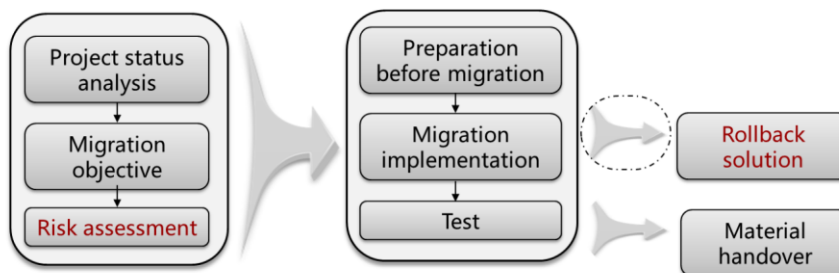 Project status
analysis
Migration
objective
Risk assessment
Preparation
before migration
Migration
implementation
Test
Rollback
solution
Material
handover